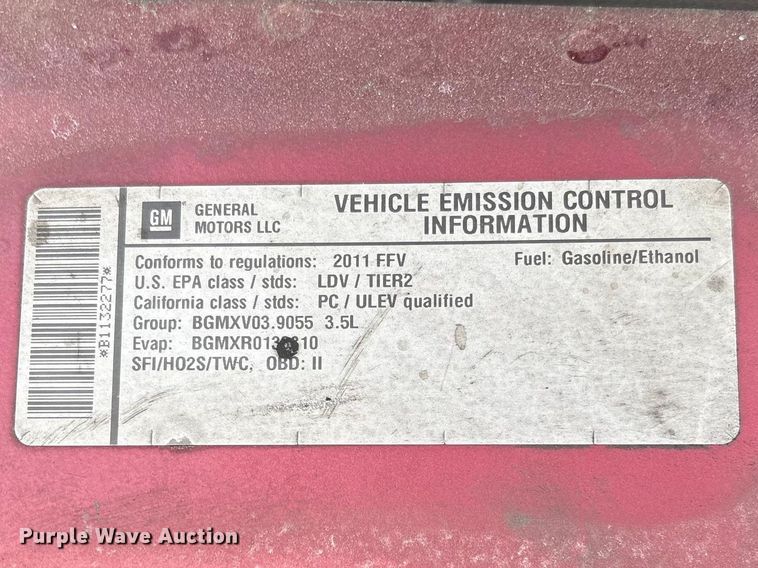 *B1132277*
GM
GENERAL
MOTORS LLC
VEHICLE EMISSION CONTROL
INFORMATION
Conforms to regulations: 2011 FFV
Fuel: Gasoline/Ethanol
U.S. EPA class / stds: LDV / TIER2
California class / stds: PC / ULEV qualified
Group: BGMXV03.9055 3.5L
Evap:
SFI/HO2S/TWC, OBD: II
Purple Wave Auction